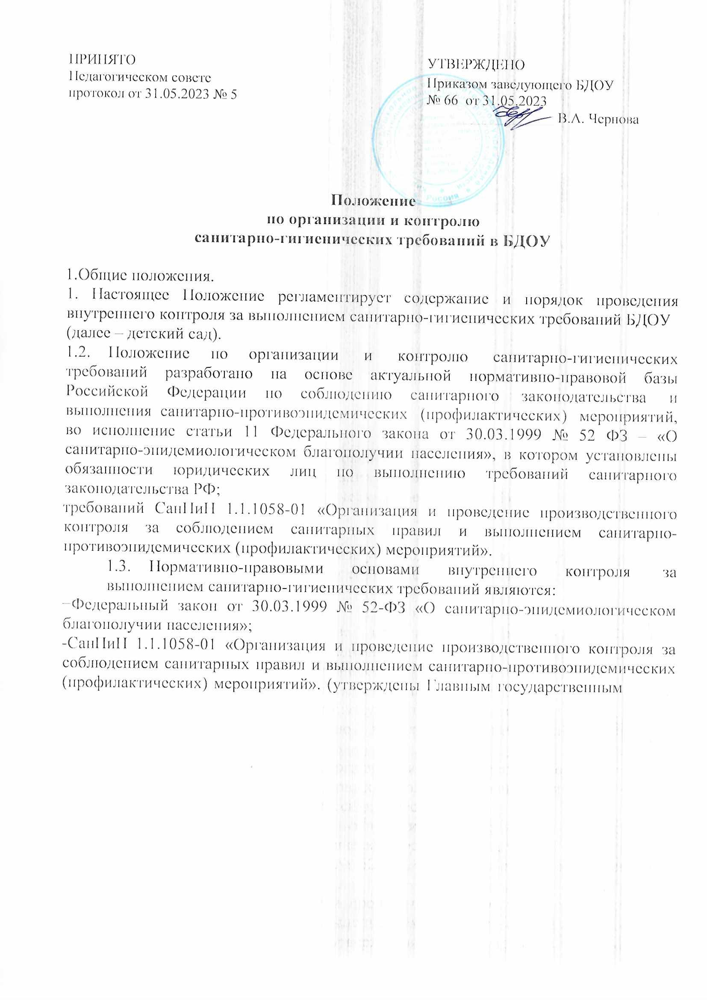 ПРИНЯТО
Педагогическом совете
протокол от 31.05.2023 № 5
УТВЕРЖДЕНО
Приказом заведующего БДОУ
№ 66 от 31.05.2023
В.А. Чернова
Россия
Положение
по организации и контролю
санитарно-гигиенических требований в БДОУ
1.Общие положения.
1. Настоящее Положение регламентирует содержание и порядок проведения
внутреннего контроля за выполнением санитарно-гигиенических требований БДОУ
(далее – детский сад).
1.2. Положение по организации и контролю санитарно-гигиенических
требований разработано на основе актуальной нормативно-правовой базы
Российской Федерации по соблюдению санитарного законодательства и
выполнения санитарно-противоэпидемических (профилактических) мероприятий,
во исполнение статьи 11 Федерального закона от 30.03.1999 № 52 ФЗ – «О
санитарно-эпидемиологическом благополучии населения», в котором установлены
обязанности юридических лиц по выполнению требований санитарного
законодательства РФ;
требований СанПиН 1.1.1058-01 «Организация и проведение производственного
контроля за соблюдением санитарных правил и выполнением санитарно-
противоэпидемических (профилактических) мероприятий».
1.3. Нормативно-правовыми основами внутреннего контроля за
выполнением санитарно-гигиенических требований являются:
–Федеральный закон от 30.03.1999 № 52-ФЗ «О санитарно-эпидемиологическом
благополучии населения»;
-СанПиН 1.1.1058-01 «Организация и проведение производственного контроля за
соблюдением санитарных правил и выполнением санитарно-противоэпидемических
(профилактических) мероприятий». (утверждены Главным государственным